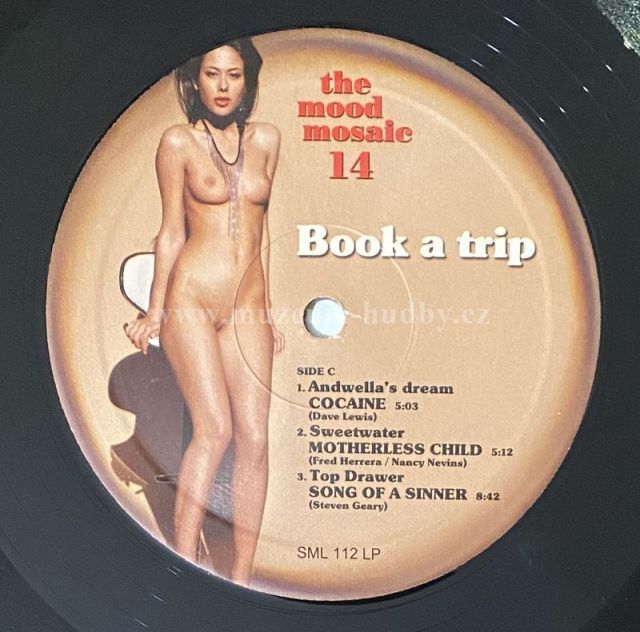 the
mood
mosaic
14
Book a trip
www.muzeum-hudby.cz
SIDE C
1. Andwella's dream
COCAINE 5:03
(Dave Lewis)
2. Sweetwater
MOTHERLESS CHILD 5:12
(Fred Herrera / Nancy Nevins)
3. Top Drawer
SONG OF A SINNER 8:42
(Steven Geary)
SML 112 LP